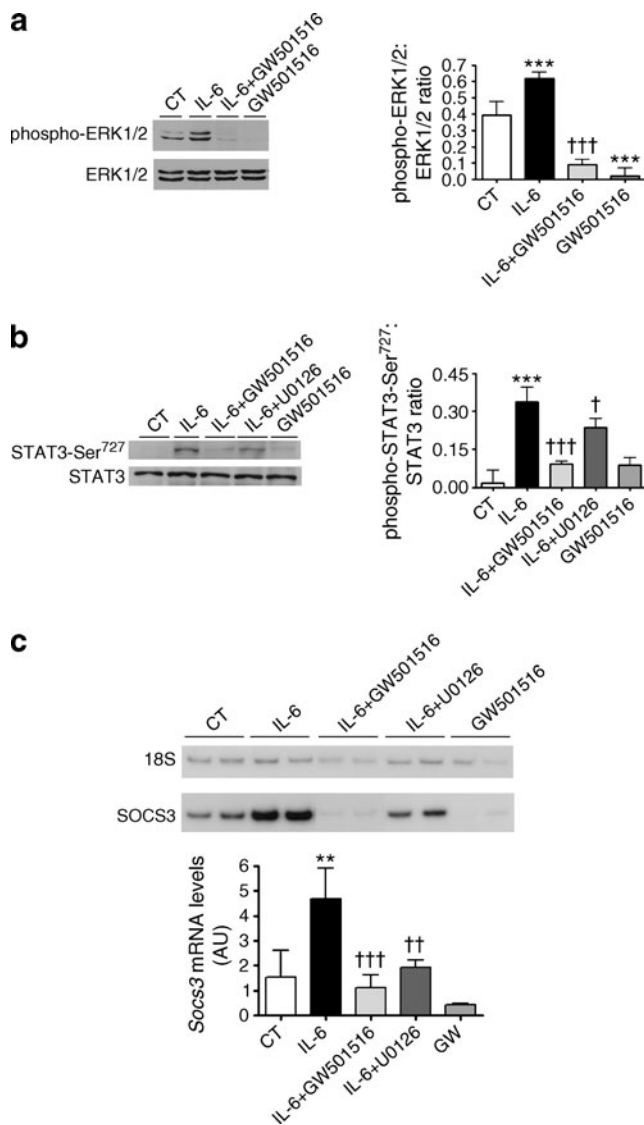 a
CT
IL-6
IL-6+GW501516
GW501516
phospho-ERK1/2
ERK1/2
phospho-ERK1/2:
ERK1/2 ratio
0.7
0.6
0.5
0.4
0.3
0.2
0.1
0.0
***
†††
***
CT
IL-6
IL-6+GW501516
GW501516
b
CT
IL-6
IL-6+GW501516
IL-6+U0126
GW501516
STAT3-Ser⁷²⁷
STAT3
phospho-STAT3-Ser⁷²⁷:
STAT3 ratio
0.45
0.30
0.15
0.00
***
†††
†
CT
IL-6
IL-6+GW501516
IL-6+U0126
GW501516
c
CT
IL-6
IL-6+GW501516
IL-6+U0126
GW501516
18S
SOCS3
Socs3 mRNA levels
(AU)
6
5
4
3
2
1
0
**
†††
††
CT
IL-6
IL-6+GW501516
IL-6+U0126
GW